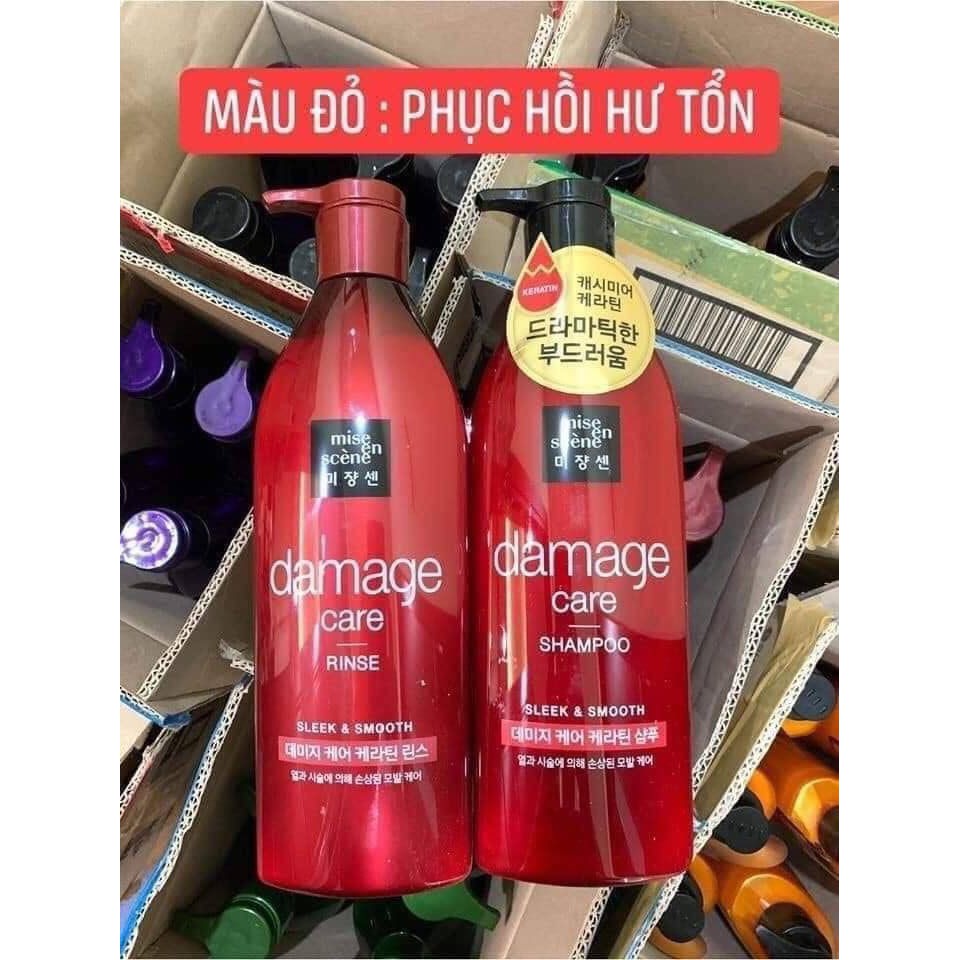 MÀU ĐỎ : PHỤC HỒI HƯ TỔN
KERATIN
캐시미어
케라틴
드라마틱한
부드러움
mise
en
scène
미쟝센
damage
care
RINSE
SLEEK & SMOOTH
데미지 케어 케라틴 린스
열과 시술에 의해 손상된 모발 케어
mise
en
scène
미쟝센
damage
care
SHAMPOO
SLEEK & SMOOTH
데미지 케어 케라틴 샴푸
열과 시술에 의해 손상된 모발 케어